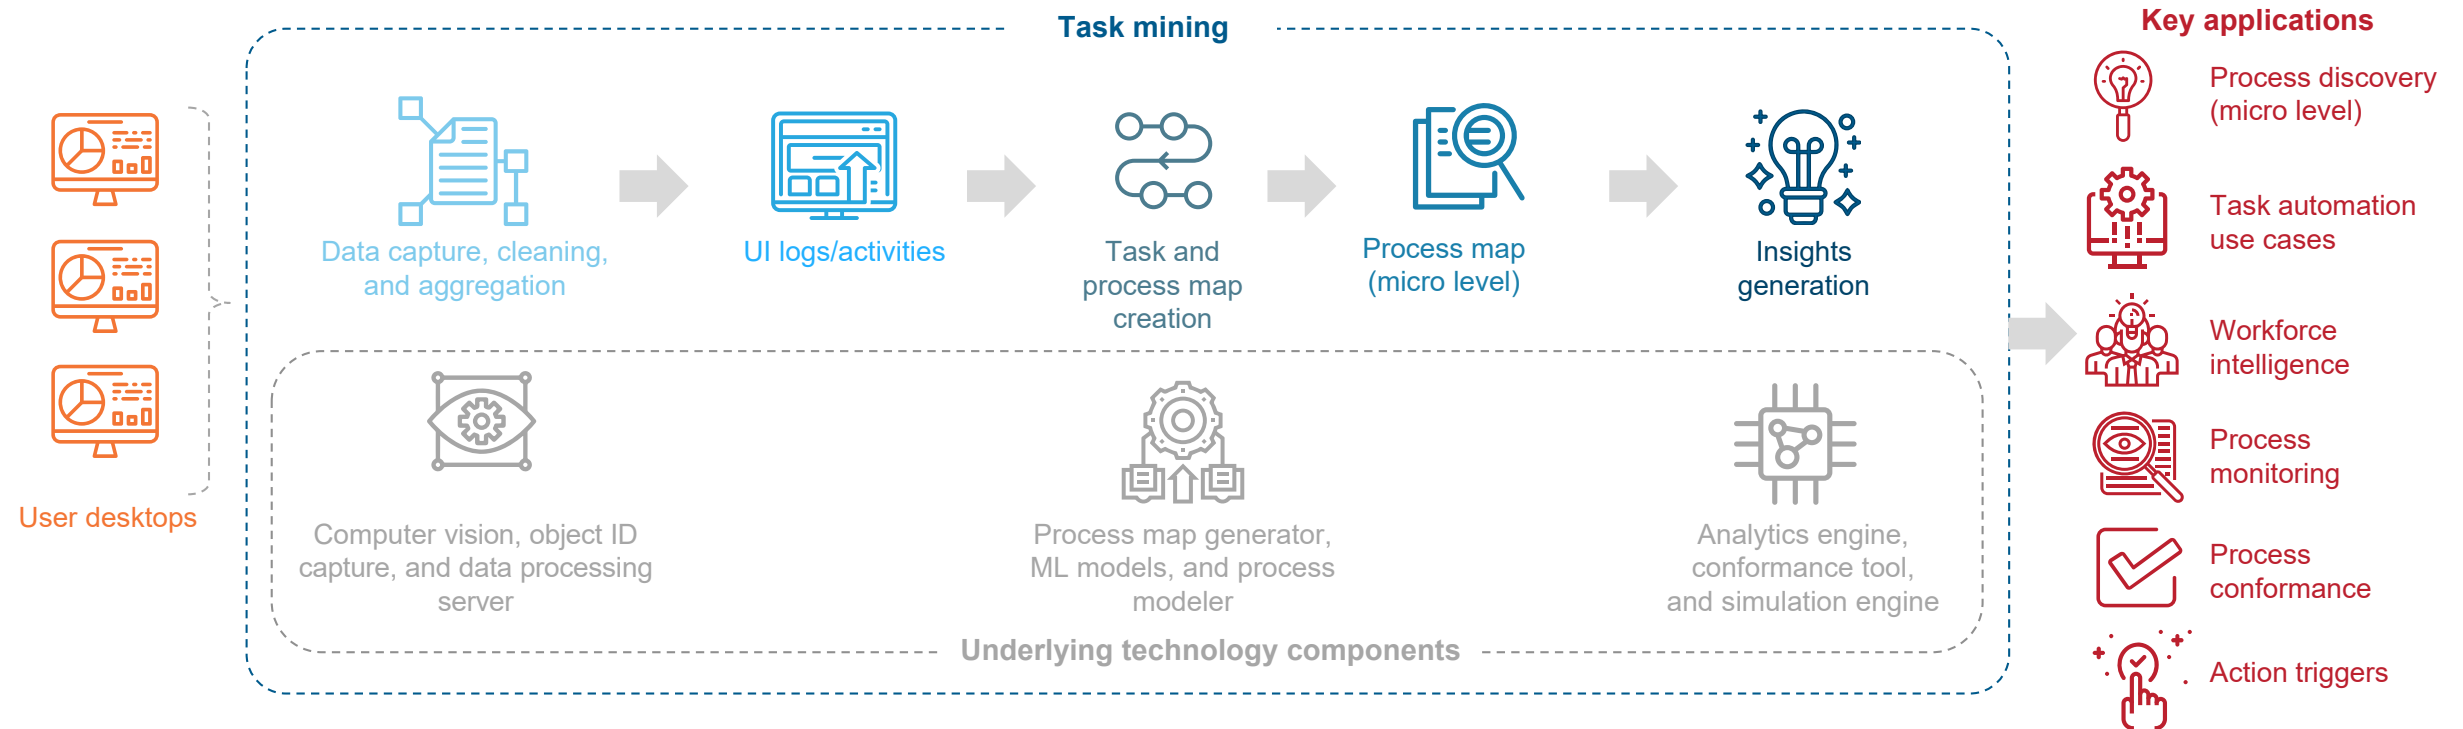 Task mining
Key applications
User desktops
Data capture, cleaning,
and aggregation
UI logs/activities
Task and
process map
creation
Process map
(micro level)
Insights
generation
Computer vision, object ID
capture, and data processing
server
Process map generator,
ML models, and process
modeler
Analytics engine,
conformance tool,
and simulation engine
Underlying technology components
Process discovery
(micro level)
Task automation
use cases
Workforce
intelligence
Process
monitoring
Process
conformance
Action triggers